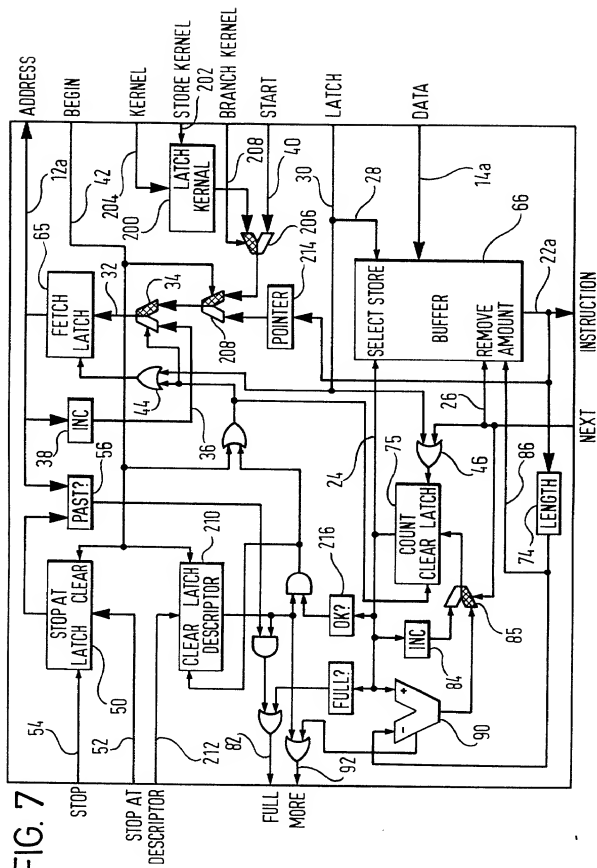 FIG. 7
ADDRESS
BEGIN
KERNEL
STORE KERNEL
202
BRANCH KERNEL
START
LATCH
DATA
12a
42
204
200
LATCH
KERNAL
208
40
206
30
28
14a
65
FETCH
LATCH
32
34
208
214
POINTER
66
SELECT STORE
BUFFER
REMOVE
AMOUNT
22a
INSTRUCTION
38
INC
44
36
46
26
NEXT
PAST?
56
24
75
COUNT
CLEAR LATCH
86
74
LENGTH
STOP AT
LATCH CLEAR
50
210
CLEAR LATCH
DESCRIPTOR
216
OK?
INC
84
85
54
52
212
82
FULL?
92
90
+
-
STOP
STOP AT
DESCRIPTOR
FULL
MORE